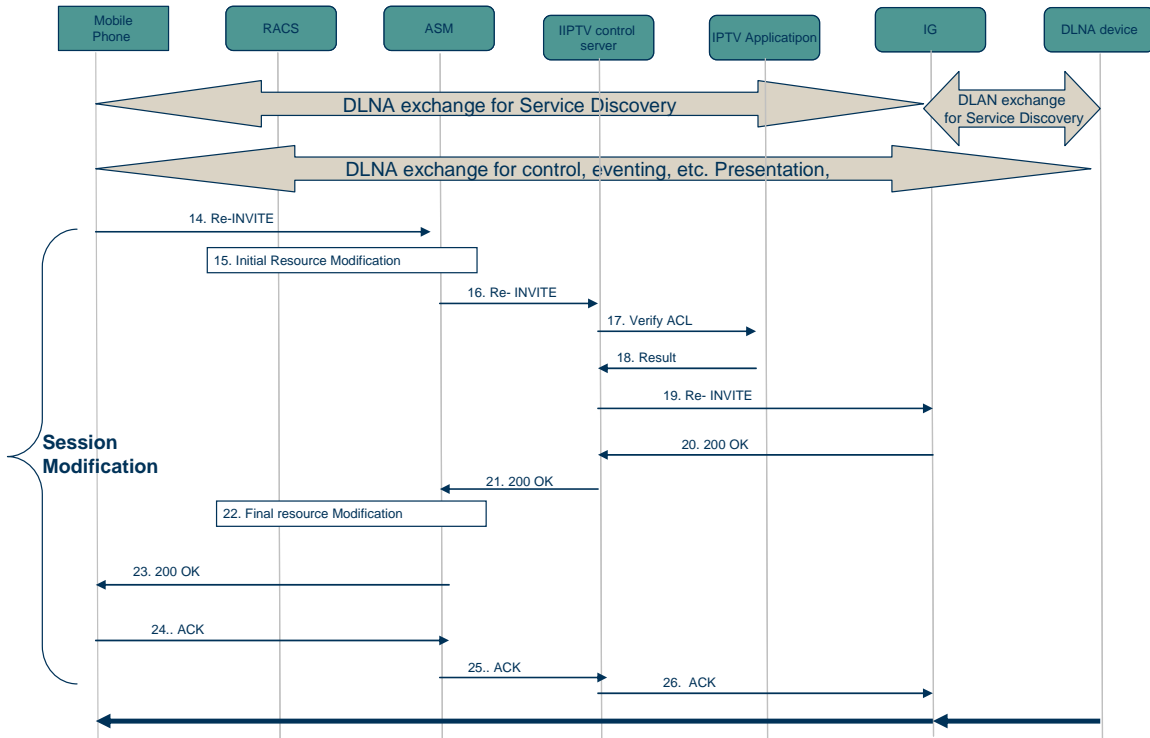 Mobile
Phone
RACS
ASM
IIPTV control
server
IPTV Applicatipon
IG
DLNA device
DLNA exchange for Service Discovery
DLAN exchange
for Service Discovery
DLNA exchange for control, eventing, etc. Presentation,
14. Re-INVITE
15. Initial Resource Modification
16. Re- INVITE
17. Verify ACL
18. Result
19. Re- INVITE
Session
Modification
20. 200 OK
21. 200 OK
22. Final resource Modification
23. 200 OK
24.. ACK
25.. ACK
26. ACK